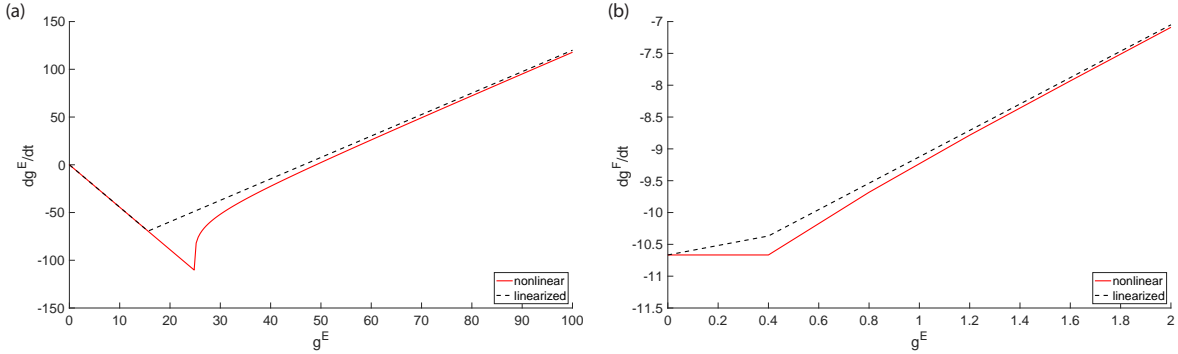 (a)
150
100
50
0
-50
-100
-150
dg^E/dt
0 10 20 30 40 50 60 70 80 90 100
g^E
nonlinear
linearized
(b)
-7
-7.5
-8
-8.5
-9
-9.5
-10
-10.5
-11
-11.5
dg^F/dt
0 0.2 0.4 0.6 0.8 1 1.2 1.4 1.6 1.8 2
g^E
nonlinear
linearized